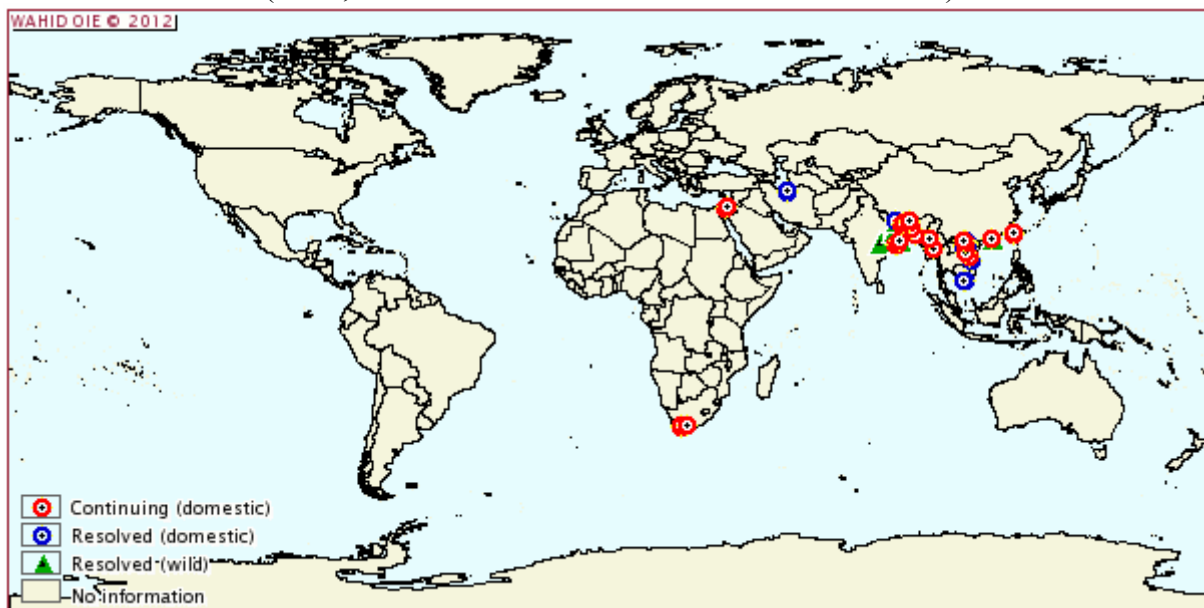 WAHID OIE © 2012
Continuing (domestic)
Resolved (domestic)
Resolved (wild)
No information